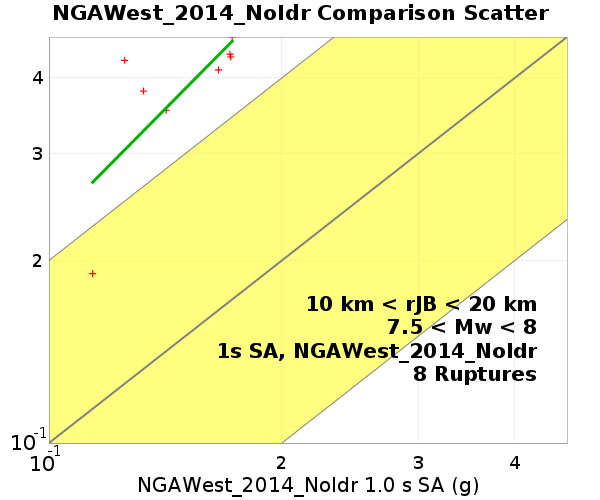 NGAWest_2014_NoIdr Comparison Scatter
4
3
2
10 km < rJB < 20 km
7.5 < Mw < 8
1s SA, NGAWest_2014_NoIdr
8 Ruptures
10-1
10-1
2
3
4
NGAWest_2014_NoIdr 1.0 s SA (g)